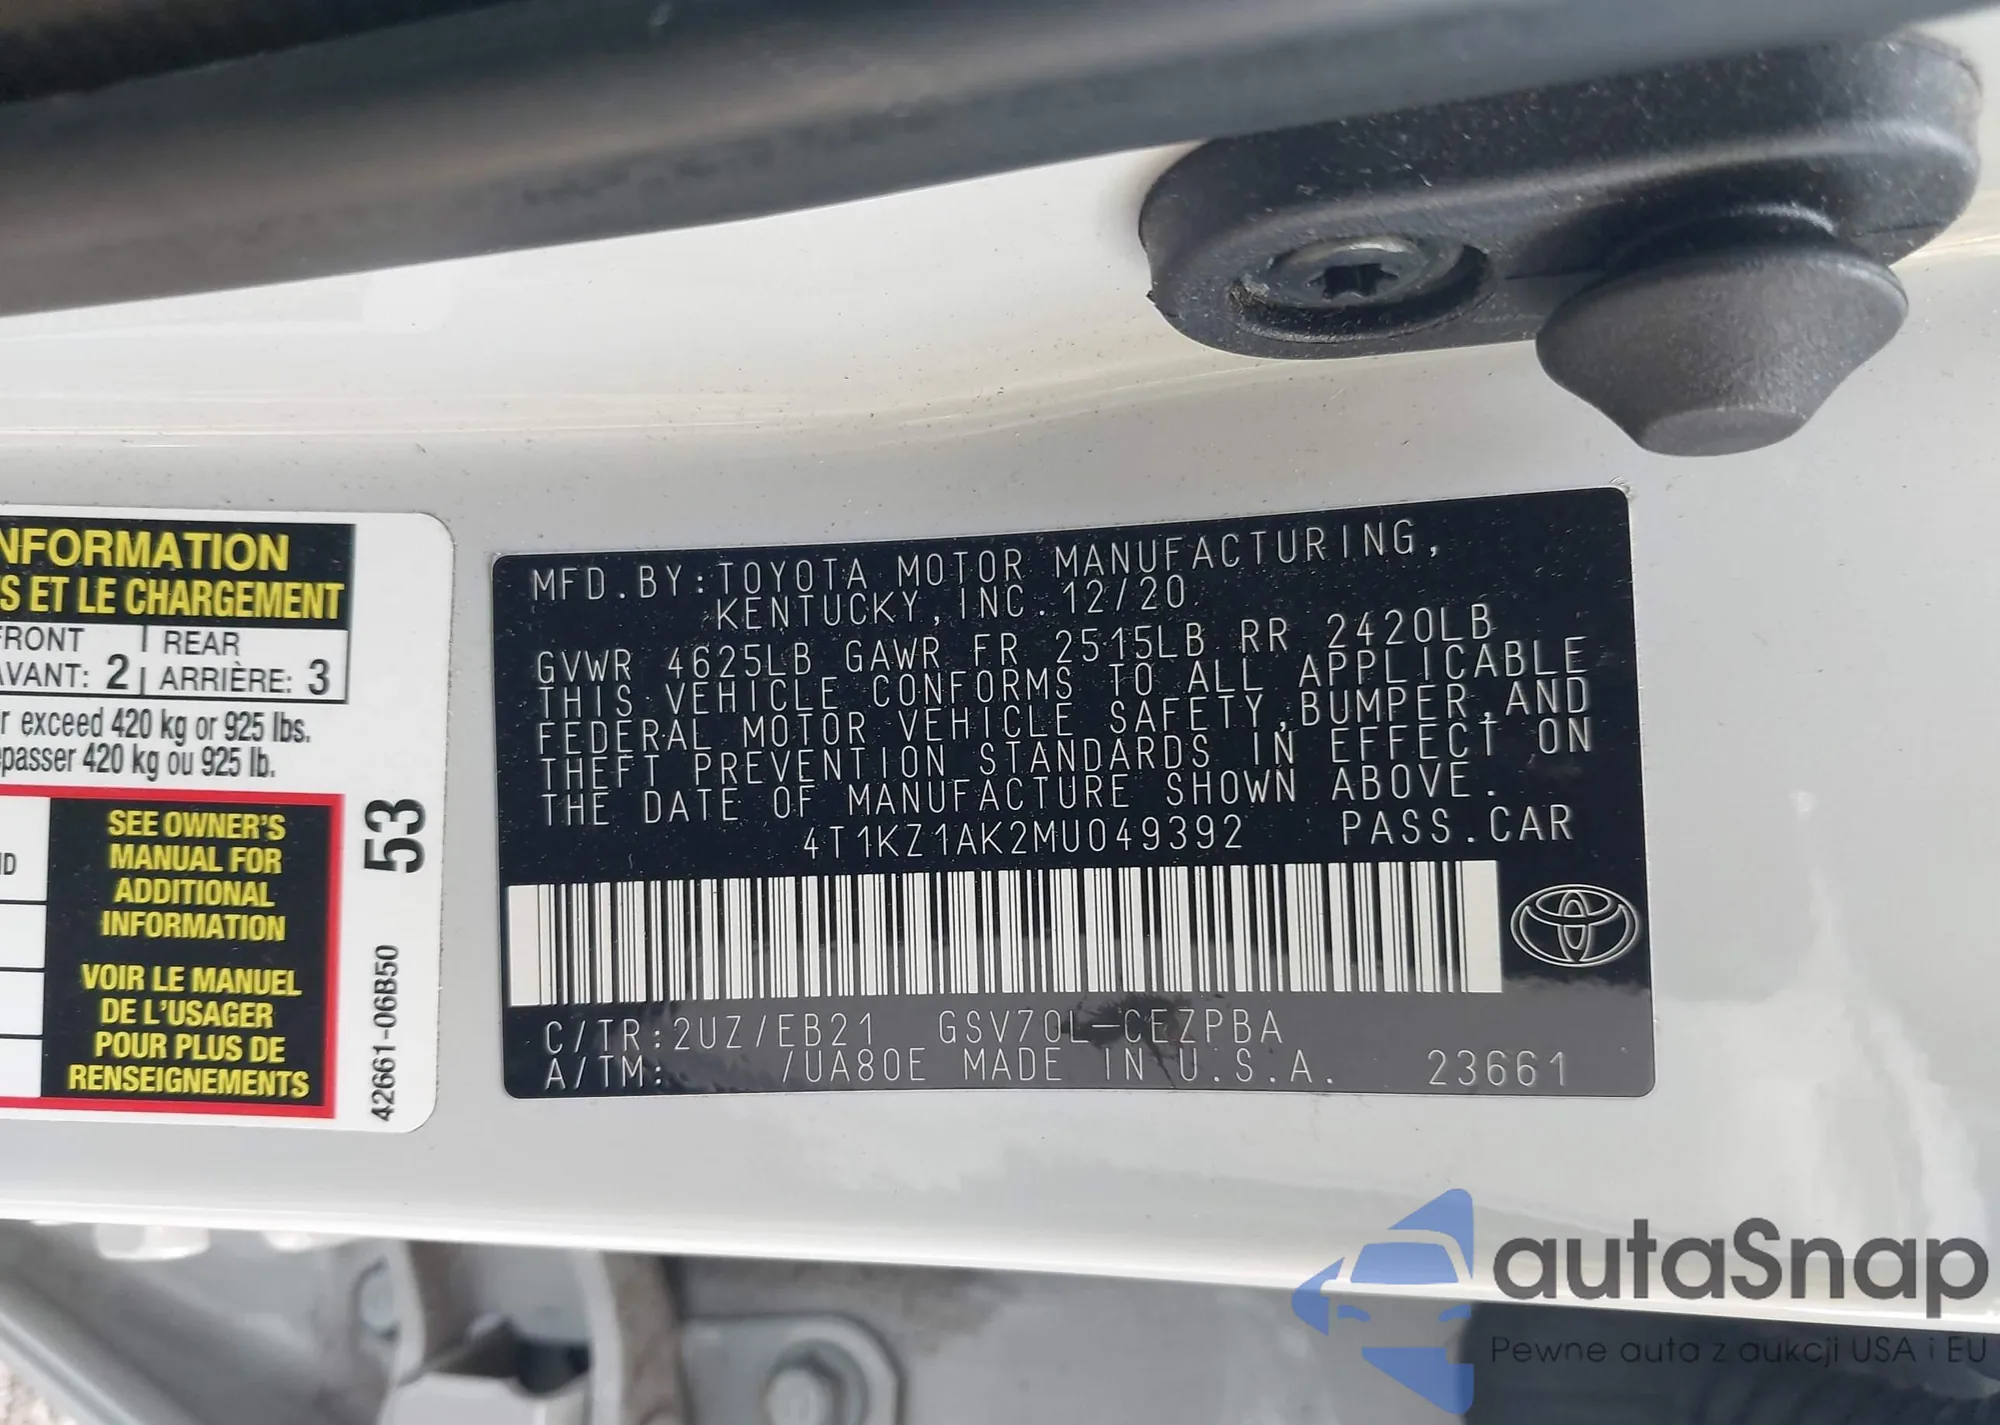 NFORMATION
S ET LE CHARGEMENT
FRONT REAR
AVANT: 2 ARRIÈRE: 3
r exceed 420 kg or 925 lbs.
passer 420 kg ou 925 lb.
SEE OWNER'S
MANUAL FOR
ADDITIONAL
INFORMATION
VOIR LE MANUEL
DE L'USAGER
POUR PLUS DE
RENSEIGNEMENTS
53
42661-06B50
MFD.BY:TOYOTA MOTOR MANUFACTURING,
KENTUCKY,INC.12/20
GVWR 4625LB GAWR FR 2515LB RR 2420LB
THIS VEHICLE CONFORMS TO ALL APPLICABLE
FEDERAL MOTOR VEHICLE SAFETY,BUMPER,AND
THEFT PREVENTION STANDARDS IN EFFECT ON
THE DATE OF MANUFACTURE SHOWN ABOVE.
4T1KZ1AK2MU049392 PASS.CAR
C/TR:2UZ/EB21 GSV70L-CEZPBA
A/TM: /UA80E MADE IN U.S.A. 23661
autaSnap
Pewne auta z aukcji USA i EU